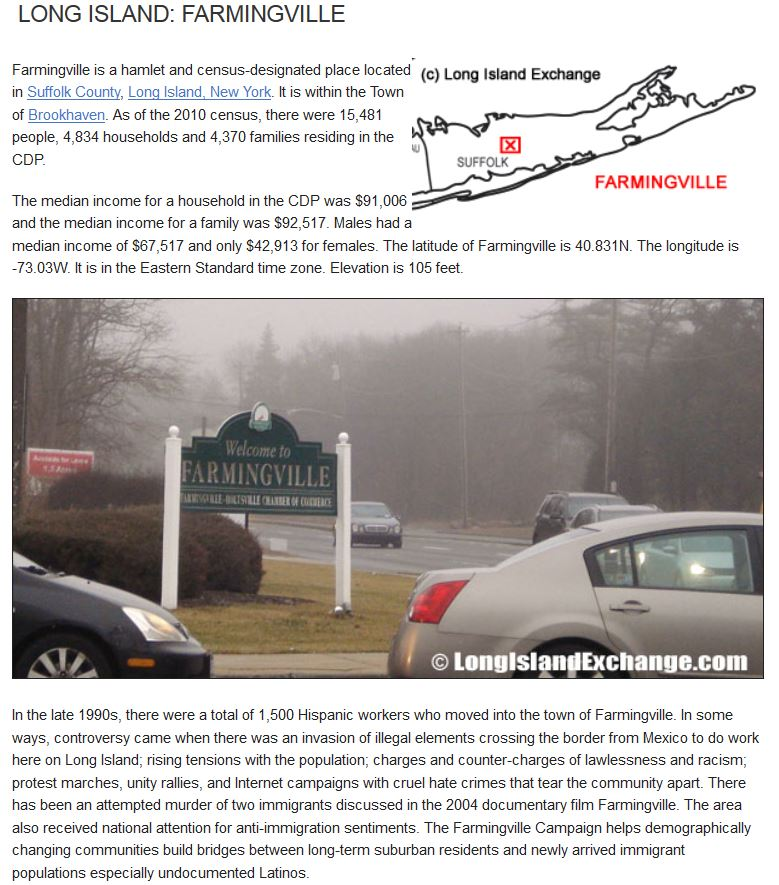 LONG ISLAND: FARMINGVILLE
Farmingville is a hamlet and census-designated place located
in Suffolk County, Long Island, New York. It is within the Town
of Brookhaven. As of the 2010 census, there were 15,481
people, 4,834 households and 4,370 families residing in the
CDP.
(c) Long Island Exchange
AU
SUFFOLK
FARMINGVILLE
The median income for a household in the CDP was $91,006
and the median income for a family was $92,517. Males had a
median income of $67,517 and only $42,913 for females. The latitude of Farmingville is 40.831N. The longitude is
-73.03W. It is in the Eastern Standard time zone. Elevation is 105 feet.
Available for Lease
1.3 Acres
Welcome to
FARMINGVILLE
FARMINGVILLE-HOLTSVILLE CHAMBER OF COMMERCE
© LongIslandExchange.com
In the late 1990s, there were a total of 1,500 Hispanic workers who moved into the town of Farmingville. In some
ways, controversy came when there was an invasion of illegal elements crossing the border from Mexico to do work
here on Long Island; rising tensions with the population; charges and counter-charges of lawlessness and racism;
protest marches, unity rallies, and Internet campaigns with cruel hate crimes that tear the community apart. There
has been an attempted murder of two immigrants discussed in the 2004 documentary film Farmingville. The area
also received national attention for anti-immigration sentiments. The Farmingville Campaign helps demographically
changing communities build bridges between long-term suburban residents and newly arrived immigrant
populations especially undocumented Latinos.